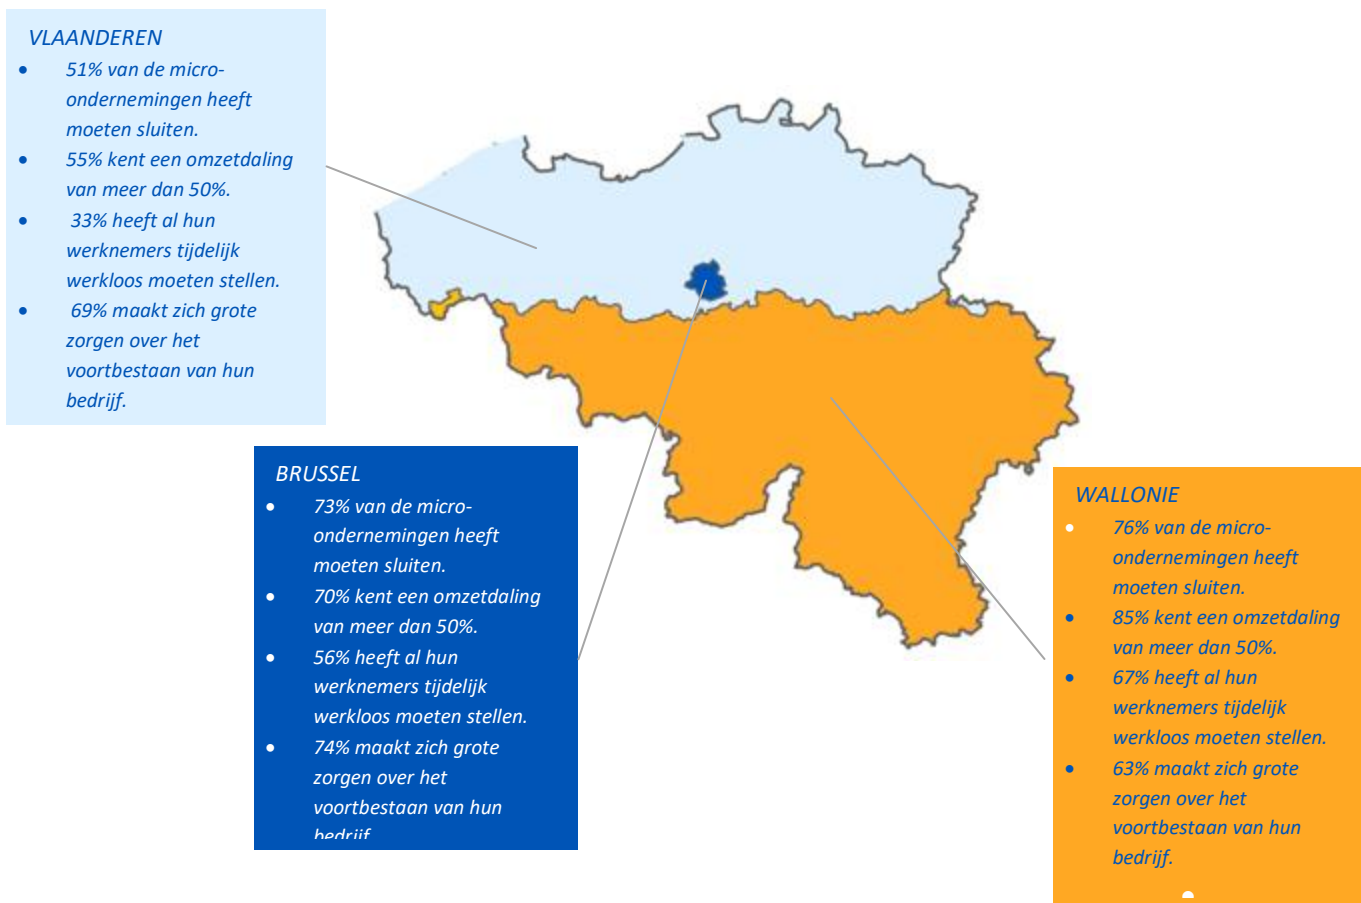 VLAANDEREN
• 51% van de micro-
ondernemingen heeft
moeten sluiten.
• 55% kent een omzetdaling
van meer dan 50%.
• 33% heeft al hun
werknemers tijdelijk
werkloos moeten stellen.
• 69% maakt zich grote
zorgen over het
voortbestaan van hun
bedrijf.
BRUSSEL
• 73% van de micro-
ondernemingen heeft
moeten sluiten.
• 70% kent een omzetdaling
van meer dan 50%.
• 56% heeft al hun
werknemers tijdelijk
werkloos moeten stellen.
• 74% maakt zich grote
zorgen over het
voortbestaan van hun
bedrijf
WALLONIE
• 76% van de micro-
ondernemingen heeft
moeten sluiten.
• 85% kent een omzetdaling
van meer dan 50%.
• 67% heeft al hun
werknemers tijdelijk
werkloos moeten stellen.
• 63% maakt zich grote
zorgen over het
voortbestaan van hun
bedrijf.
•